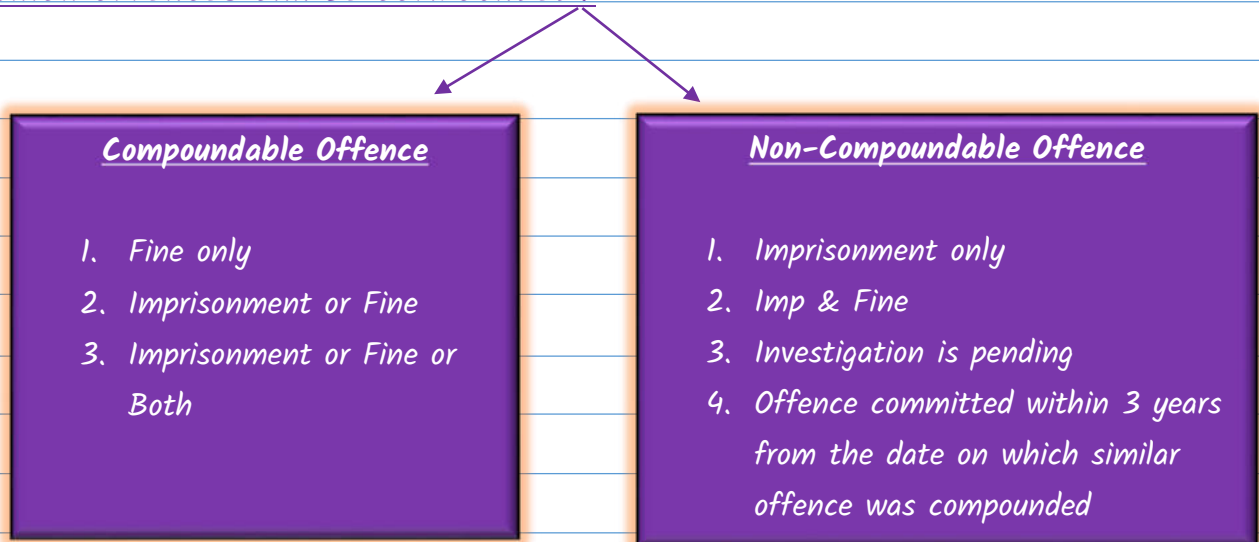 Compoundable Offence
1. Fine only
2. Imprisonment or Fine
3. Imprisonment or Fine or
Both
Non-Compoundable Offence
1. Imprisonment only
2. Imp & Fine
3. Investigation is pending
4. Offence committed within 3 years
from the date on which similar
offence was compounded